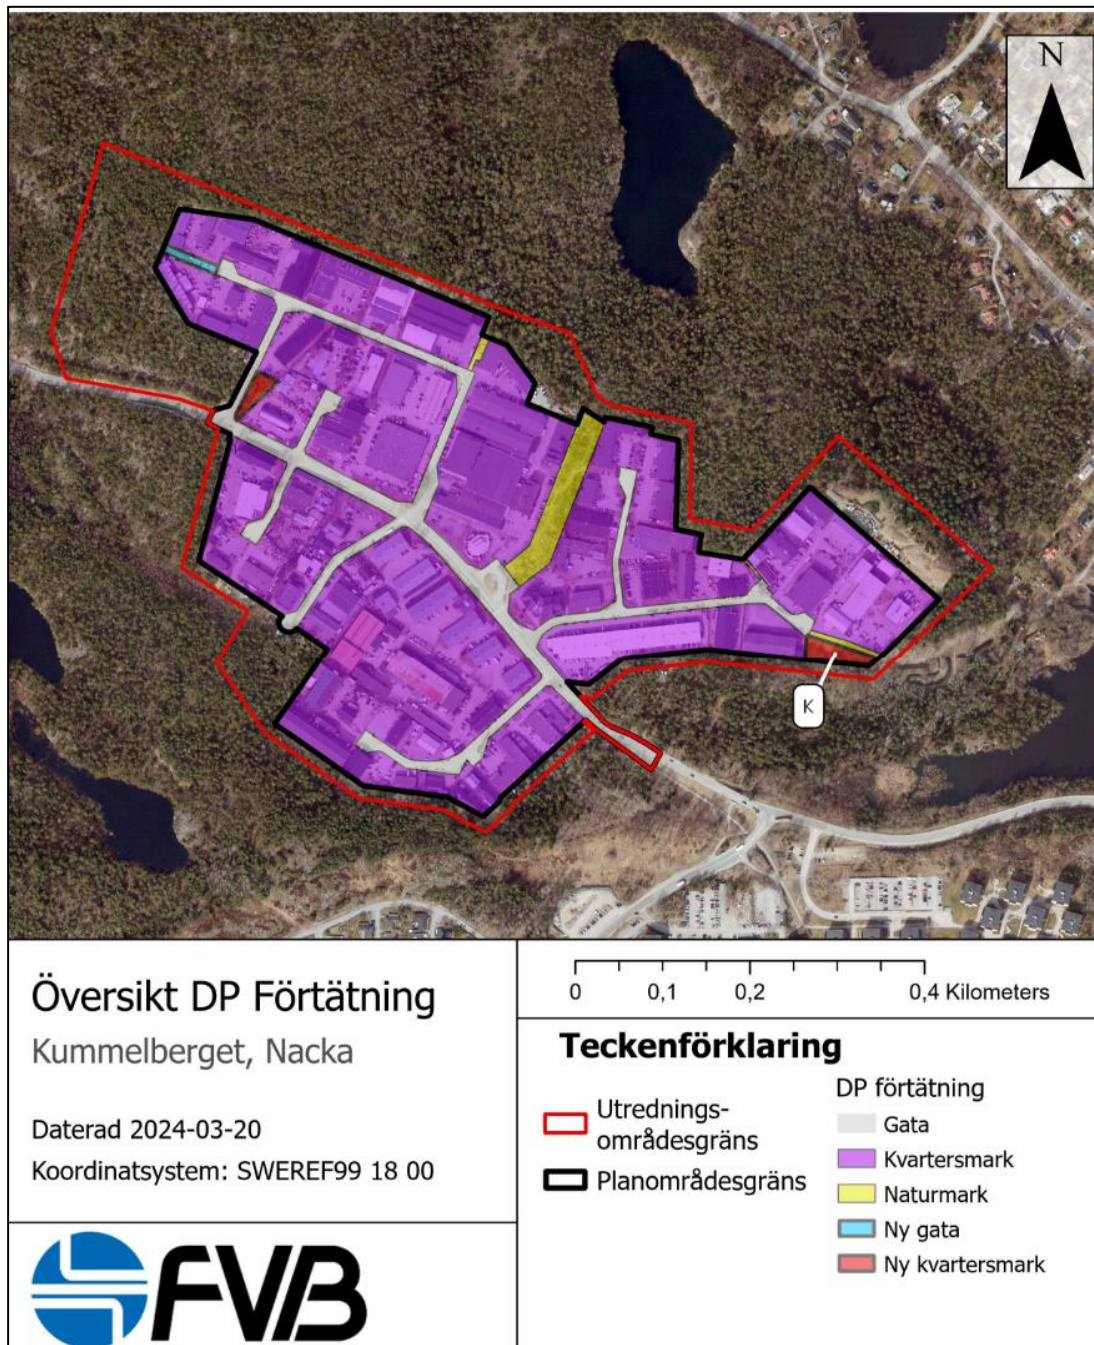 N
K
Översikt DP Förtätning
Kummelberget, Nacka
Daterad 2024-03-20
Koordinatsystem: SWEREF99 18 00
FVB
0 0,1 0,2 0,4 Kilometers
Teckenförklaring
Utrednings-
områdesgräns
Planområdesgräns
DP förtätning
Gata
Kvartersmark
Naturmark
Ny gata
Ny kvartersmark